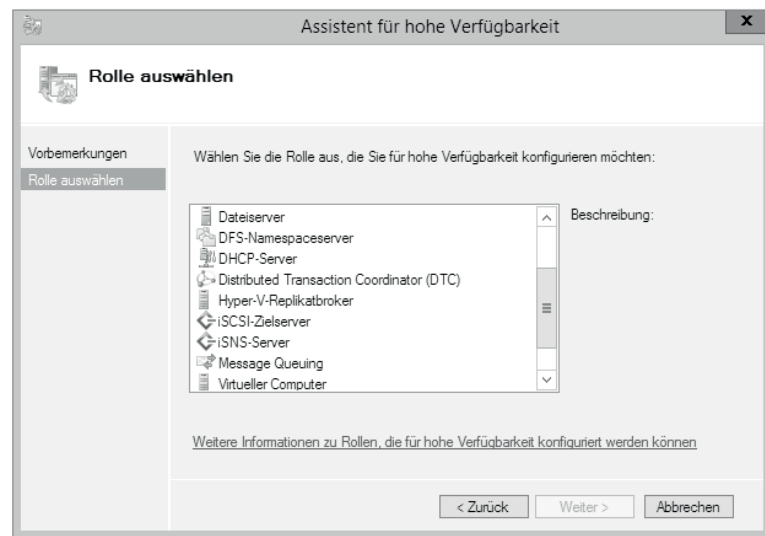 Assistent für hohe Verfügbarkeit
x
Rolle auswählen
Vorbemerkungen
Rolle auswählen
Wählen Sie die Rolle aus, die Sie für hohe Verfügbarkeit konfigurieren möchten:
Dateiserver
DFS-Namespaceserver
DHCP-Server
Distributed Transaction Coordinator (DTC)
Hyper-V-Replikatbroker
iSCSI-Zielserver
iSNS-Server
Message Queuing
Virtueller Computer
Beschreibung:
Weitere Informationen zu Rollen, die für hohe Verfügbarkeit konfiguriert werden können
< Zurück
Weiter >
Abbrechen